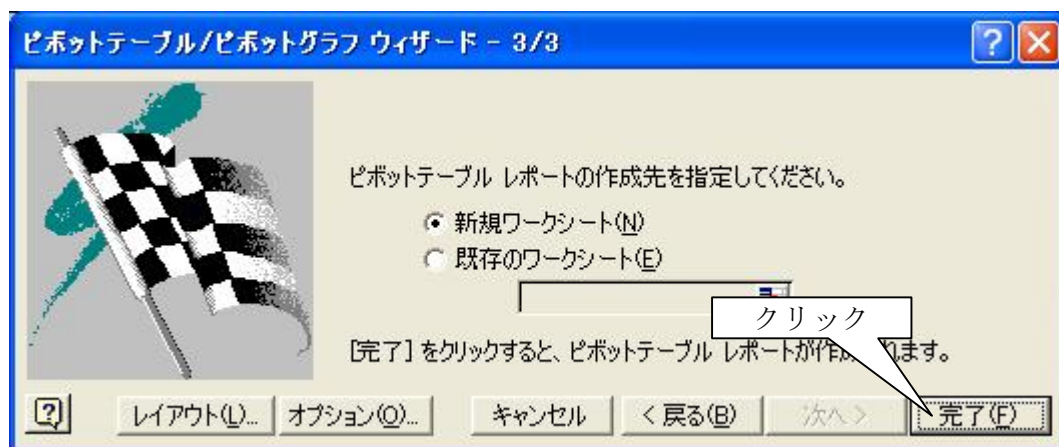 ピボットテーブル/ピボットグラフ ウィザード - 3/3
ピボットテーブル レポートの作成先を指定してください。
新規ワークシート(N)
既存のワークシート(E)
クリック
[完了] をクリックすると、ピボットテーブル レポートが作成されます。
レイアウト(L)... オプション(O)... キャンセル < 戻る(B) 次へ > 完了(F)